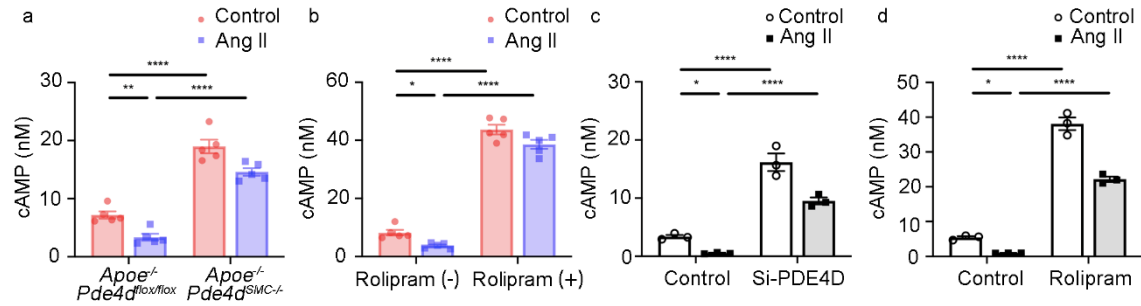 a
Control
Ang II
cAMP (nM)
30
20
10
0
****
**
****
Apoe-/-
Pde4dflox/flox
Apoe-/-
Pde4dSMC-/-
b
Control
Ang II
cAMP (nM)
60
40
20
0
****
*
****
Rolipram (-)
Rolipram (+)
c
Control
Ang II
cAMP (nM)
30
20
10
0
****
*
****
Control
Si-PDE4D
d
Control
Ang II
cAMP (nM)
50
40
30
20
10
0
****
*
****
Control
Rolipram